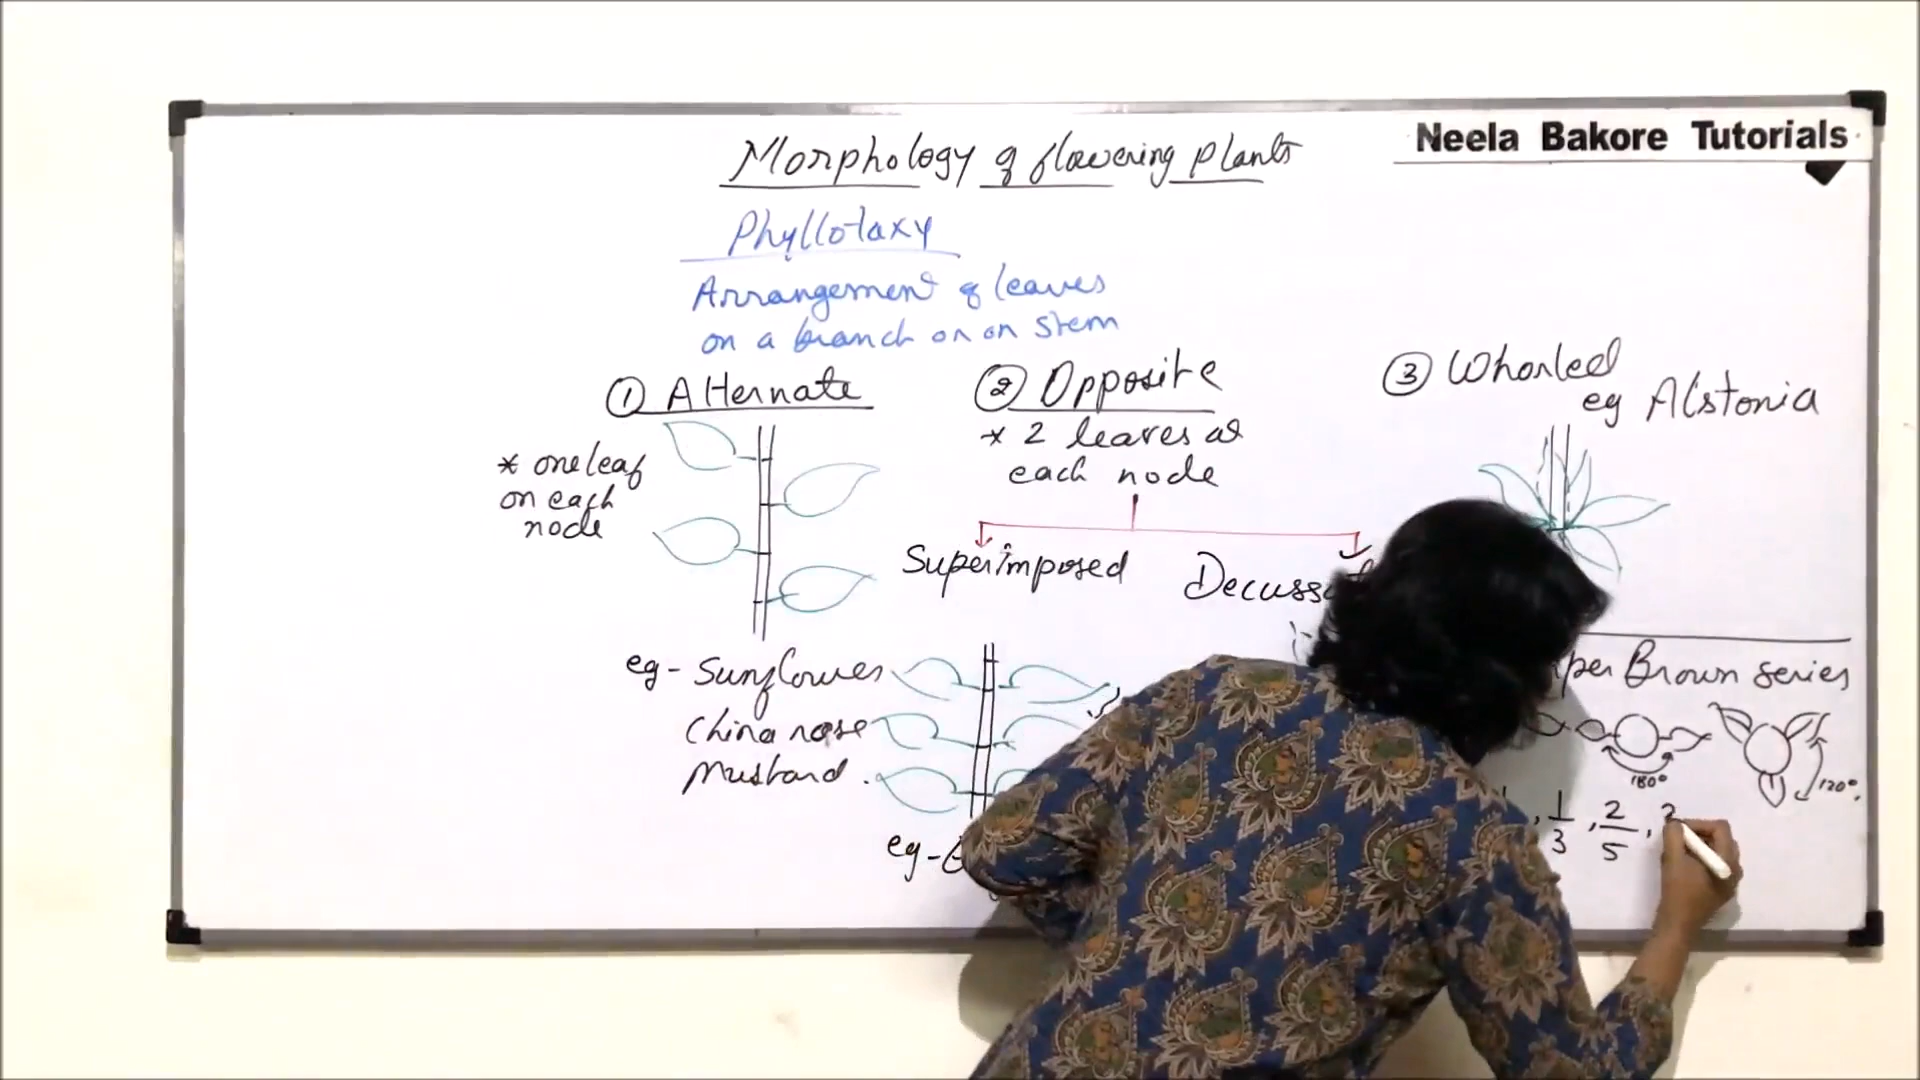 Neela Bakore Tutorials
Morphology of flowering plants
Phyllotaxy
Arrangement of leaves
on a branch or on stem
① Alternate
* one leaf
on each
node
eg - Sunflower
China rose
Mustard.
② Opposite
* 2 leaves at
each node
Superimposed
Decuss
eg -
③ Whorled
eg Alstonia
per Brown series
180°
120°
, 1/3 , 2/5 ,